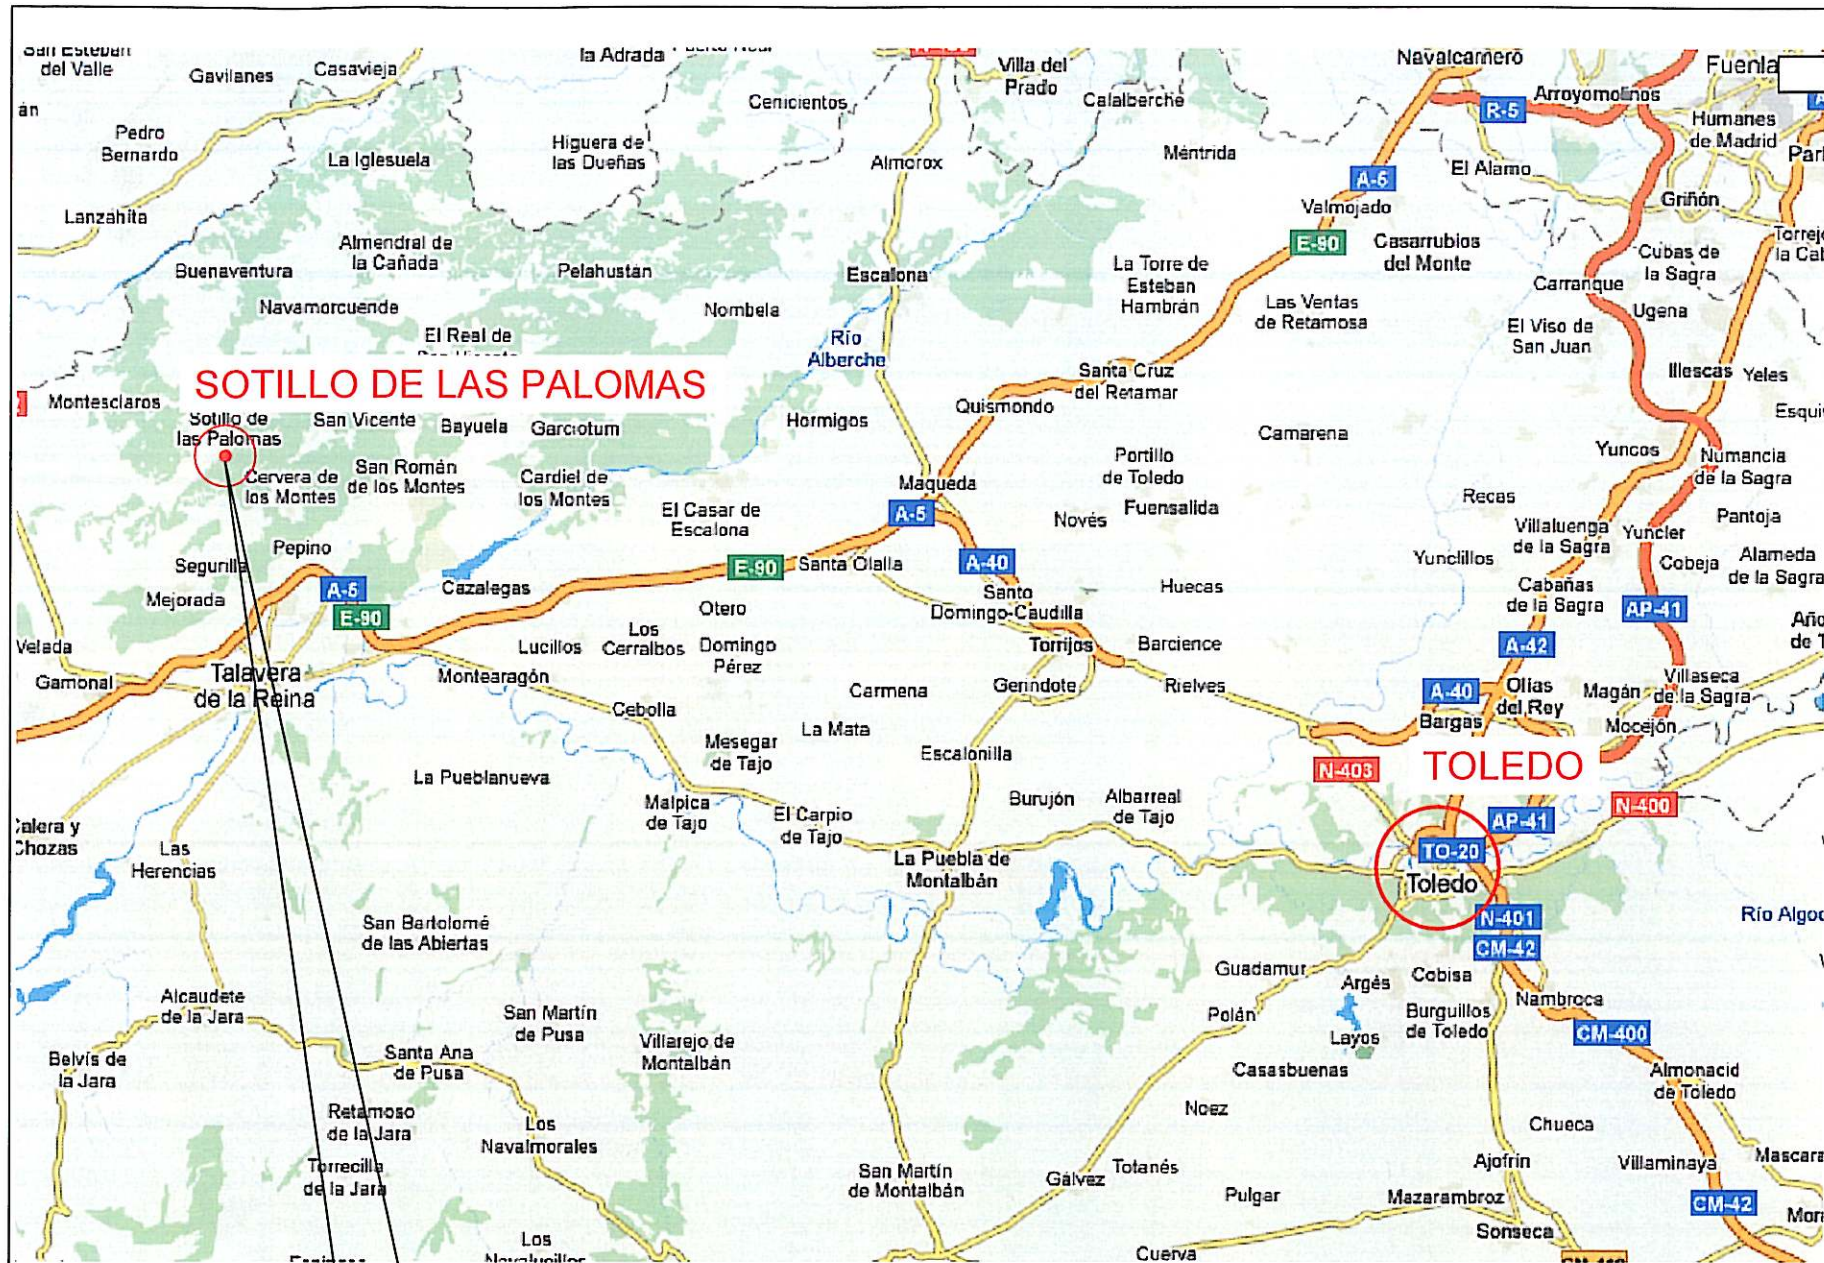 San Esteban
del Valle
Gavilanes
Casavieja
la Adrada
Villa del
Prado
Navalcarnero
Fuenla
án
Cenicientos
Calalberche
R-5
Arroyomolinos
Humanes
de Madrid
Pedro
Bernardo
La Iglesuela
Higuera de
las Dueñas
Almorox
Méntrida
A-5
El Alamo
Lanzahíta
Valmojado
Griñón
Almendral de
la Cañada
E-90
Casarrubios
del Monte
Cubas de
la Sagra
Buenaventura
Pelahustán
Escalona
La Torre de
Esteban
Hambrán
Carranque
Navamorcuende
Nombela
Las Ventas
de Retamosa
Ugena
El Real de
Río
Alberche
El Viso de
San Juan
SOTILLO DE LAS PALOMAS
Santa Cruz
del Retamar
Illescas
Yeles
Montesclaros
Quismondo
Sotillo de
las Palomas
San Vicente
Bayuela
Garciotum
Hormigos
Camarena
Yuncos
Cervera de
los Montes
San Román
de los Montes
Cardiel de
los Montes
Maqueda
Portillo
de Toledo
Numancia
de la Sagra
El Casar de
Escalona
A-5
Novés
Fuensalida
Recas
Pantoja
Villaluenga
de la Sagra
Yuncler
Pepino
Segurilla
E-90
Santa Olalla
A-40
Yunclillos
Cobeja
Alameda
de la Sagra
Mejorada
A-5
E-90
Cazalegas
Otero
Santo
Domingo-Caudilla
Huecas
Cabañas
de la Sagra
AP-41
Velada
Lucillos
Los
Cerralbos
Domingo
Pérez
Torrijos
Barcience
A-42
Gamonal
Talavera
de la Reina
Montearagón
Carmena
Gerindote
Rielves
A-40
Olías
del Rey
Magán
Villaseca
de la Sagra
Cebolla
La Mata
Bargas
Mocejón
Mesegar
de Tajo
Escalonilla
La Pueblanueva
N-403
TOLEDO
Malpica
de Tajo
El Carpio
de Tajo
Burujón
Albarreal
de Tajo
N-400
Calera y
Chozas
Las
Herencias
La Puebla de
Montalbán
AP-41
TO-20
Toledo
San Bartolomé
de las Abiertas
N-401
CM-42
Guadamur
Argés
Cobisa
Alcaudete
de la Jara
San Martín
de Pusa
Polán
Burguillos
de Toledo
Nambroca
Villarejo de
Montalbán
Layos
CM-400
Belvís de
la Jara
Santa Ana
de Pusa
Casasbuenas
Almonacid
de Toledo
Retamoso
de la Jara
Los
Navalmorales
Noez
Chueca
Torrecilla
de la Jara
San Martín
de Montalbán
Gálvez
Totanés
Ajofrín
Villaminaya
Pulgar
Mazarambroz
CM-42
Los
Cuerva
Sonseca